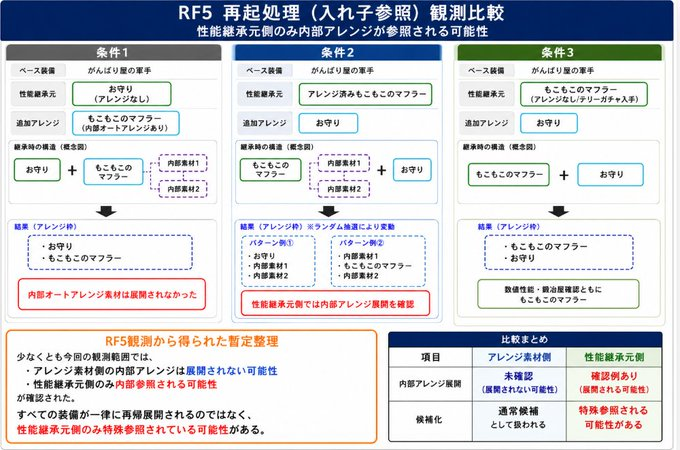 RF5 再起処理（入れ子参照）観測比較
性能継承元側のみ内部アレンジが参照される可能性
条件1
ベース装備 がんばり屋の軍手
性能継承元 お守り
（アレンジなし）
追加アレンジ もこもこのマフラー
（内部オートアレンジあり）
継承時の構造（概念図）
お守り + もこもこの
マフラー
内部素材1
内部素材2
結果（アレンジ枠）
・お守り
・もこもこのマフラー
内部オートアレンジ素材は展開されなかった
条件2
ベース装備 がんばり屋の軍手
性能継承元 アレンジ済みもこもこのマフラー
追加アレンジ お守り
継承時の構造（概念図）
もこもこの
マフラー
内部素材1
内部素材2
+ お守り
結果（アレンジ枠）※ランダム抽選により変動
パターン例①
・お守り
・内部素材1
・内部素材2
パターン例②
・内部素材1
・もこもこのマフラー
・内部素材2
性能継承元側では内部アレンジ展開を確認
条件3
ベース装備 がんばり屋の軍手
性能継承元 もこもこのマフラー
（アレンジなし/テリーガチャ入手）
追加アレンジ お守り
継承時の構造（概念図）
もこもこのマフラー + お守り
結果（アレンジ枠）
・もこもこのマフラー
・お守り
数値性能・鍛冶屋確認ともに
もこもこのマフラー
RF5観測から得られた暫定整理
少なくとも今回の観測範囲では、
・アレンジ素材側の内部アレンジは展開されない可能性
・性能継承元側のみ内部参照される可能性
が確認された。
すべての装備が一律に再帰展開されるのではなく、
性能継承元側のみ特殊参照されている可能性がある。
比較まとめ
項目 アレンジ素材側 性能継承元側
内部アレンジ展開 未確認
（展開されない可能性） 確認例あり
（展開される可能性）
候補化 通常候補
として扱われる 特殊参照される
可能性がある